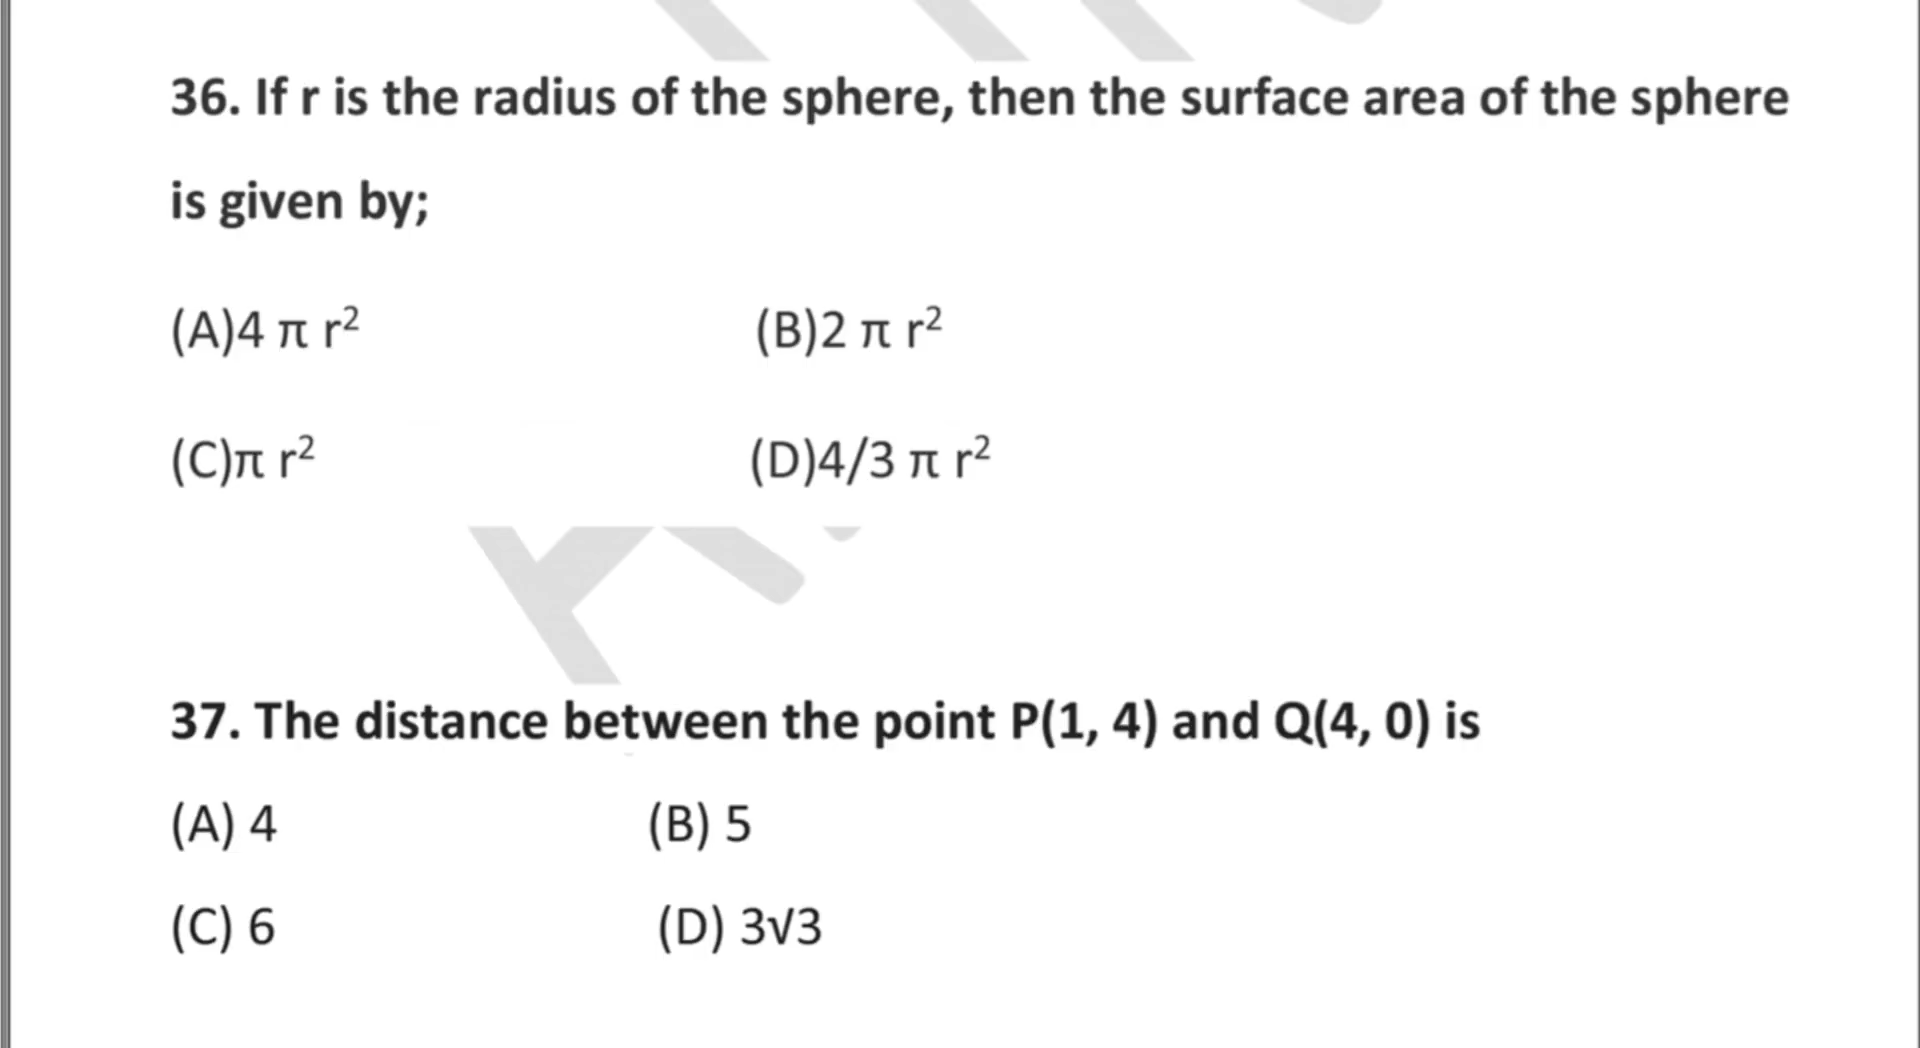 36. If r is the radius of the sphere, then the surface area of the sphere
is given by;
(A)4 π r² (B)2 π r²
(C)π r² (D)4/3 π r²
37. The distance between the point P(1, 4) and Q(4, 0) is
(A) 4 (B) 5
(C) 6 (D) 3√3